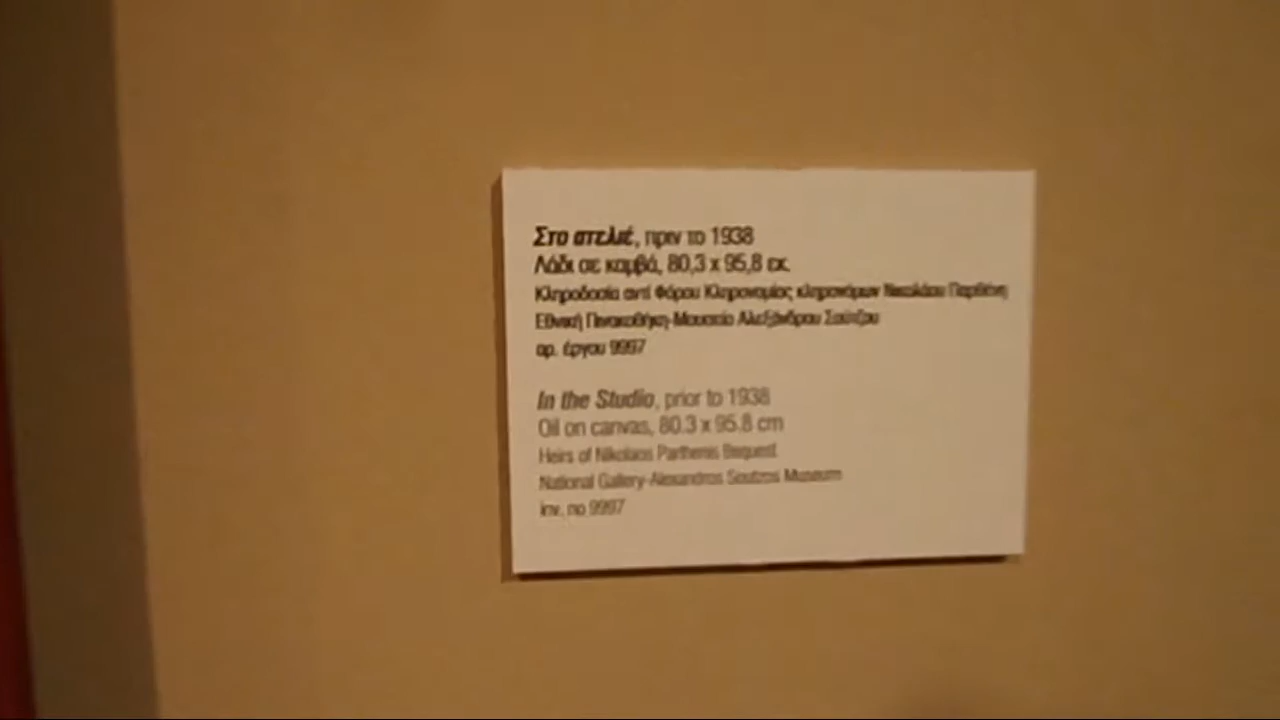 Στο ατελιέ, πριν το 1938
Λάδι σε καμβά, 80,3 x 95,8 εκ.
Κληροδοσία αντί Φόρου Κληρονομίας κληρονόμων Νικολάου Παρθένη
Εθνική Πινακοθήκη-Μουσείο Αλεξάνδρου Σούτζου
αρ. έργου 9997
In the Studio, prior to 1938
Oil on canvas, 80.3 x 95.8 cm
Heirs of Nikolaos Parthenis Bequest
National Gallery-Alexandros Soutzos Museum
inv. no 9997